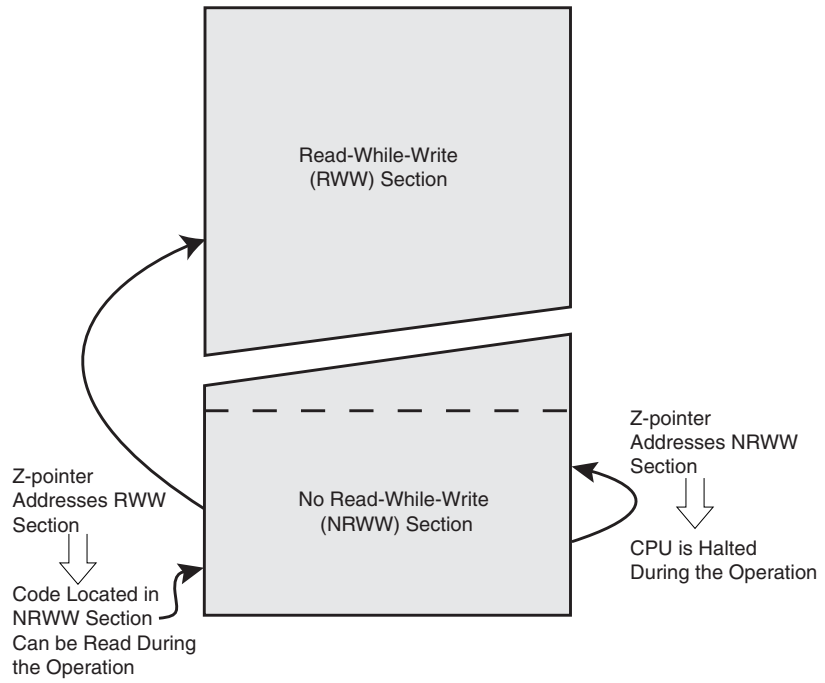 Read-While-Write
(RWW) Section
Z-pointer
Addresses NRWW
Section
Z-pointer
Addresses RWW
Section
No Read-While-Write
(NRWW) Section
CPU is Halted
During the Operation
Code Located in
NRWW Section
Can be Read During
the Operation